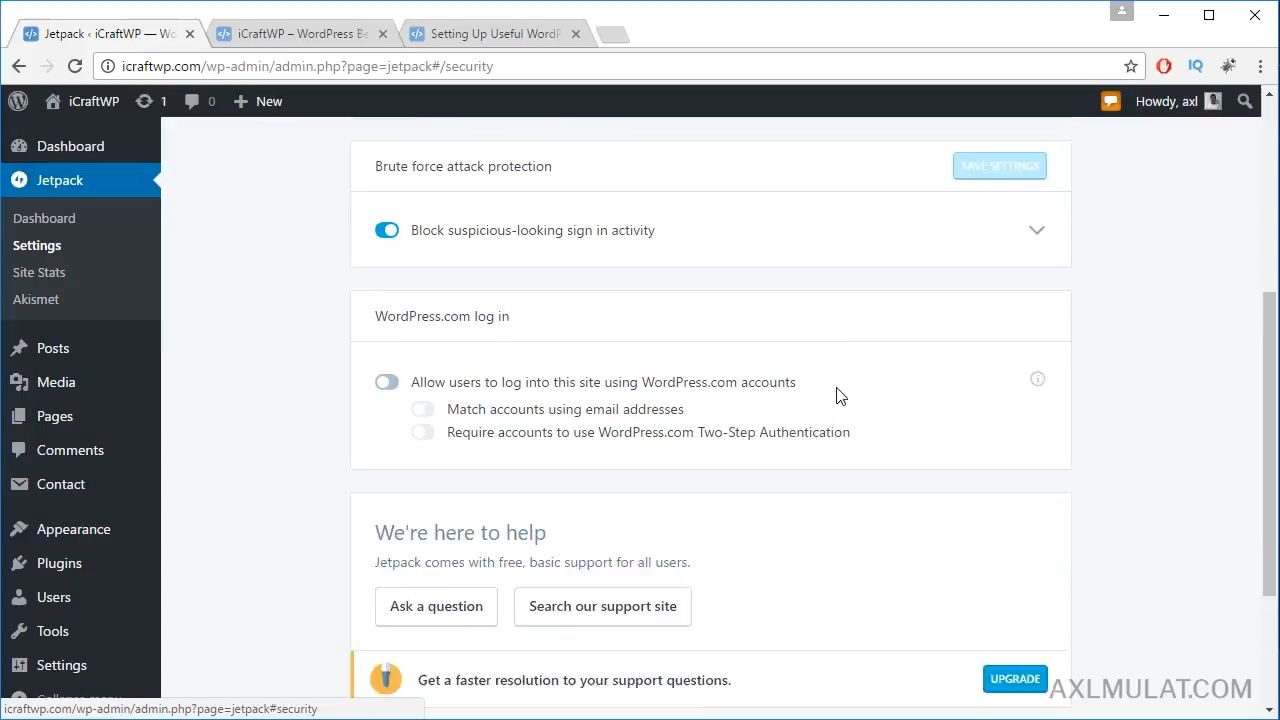 Jetpack ‹ iCraftWP — Wo
iCraftWP – WordPress Be
Setting Up Useful WordP
icraftwp.com/wp-admin/admin.php?page=jetpack#/security
IQ
iCraftWP
1
0
New
Howdy, axl
Dashboard
Jetpack
Dashboard
Settings
Site Stats
Akismet
Posts
Media
Pages
Comments
Contact
Appearance
Plugins
Users
Tools
Settings
Collapse menu
Brute force attack protection
SAVE SETTINGS
Block suspicious-looking sign in activity
WordPress.com log in
Allow users to log into this site using WordPress.com accounts
Match accounts using email addresses
Require accounts to use WordPress.com Two-Step Authentication
We're here to help
Jetpack comes with free, basic support for all users.
Ask a question
Search our support site
Get a faster resolution to your support questions.
UPGRADE
AXLMULAT.COM
icraftwp.com/wp-admin/admin.php?page=jetpack#security